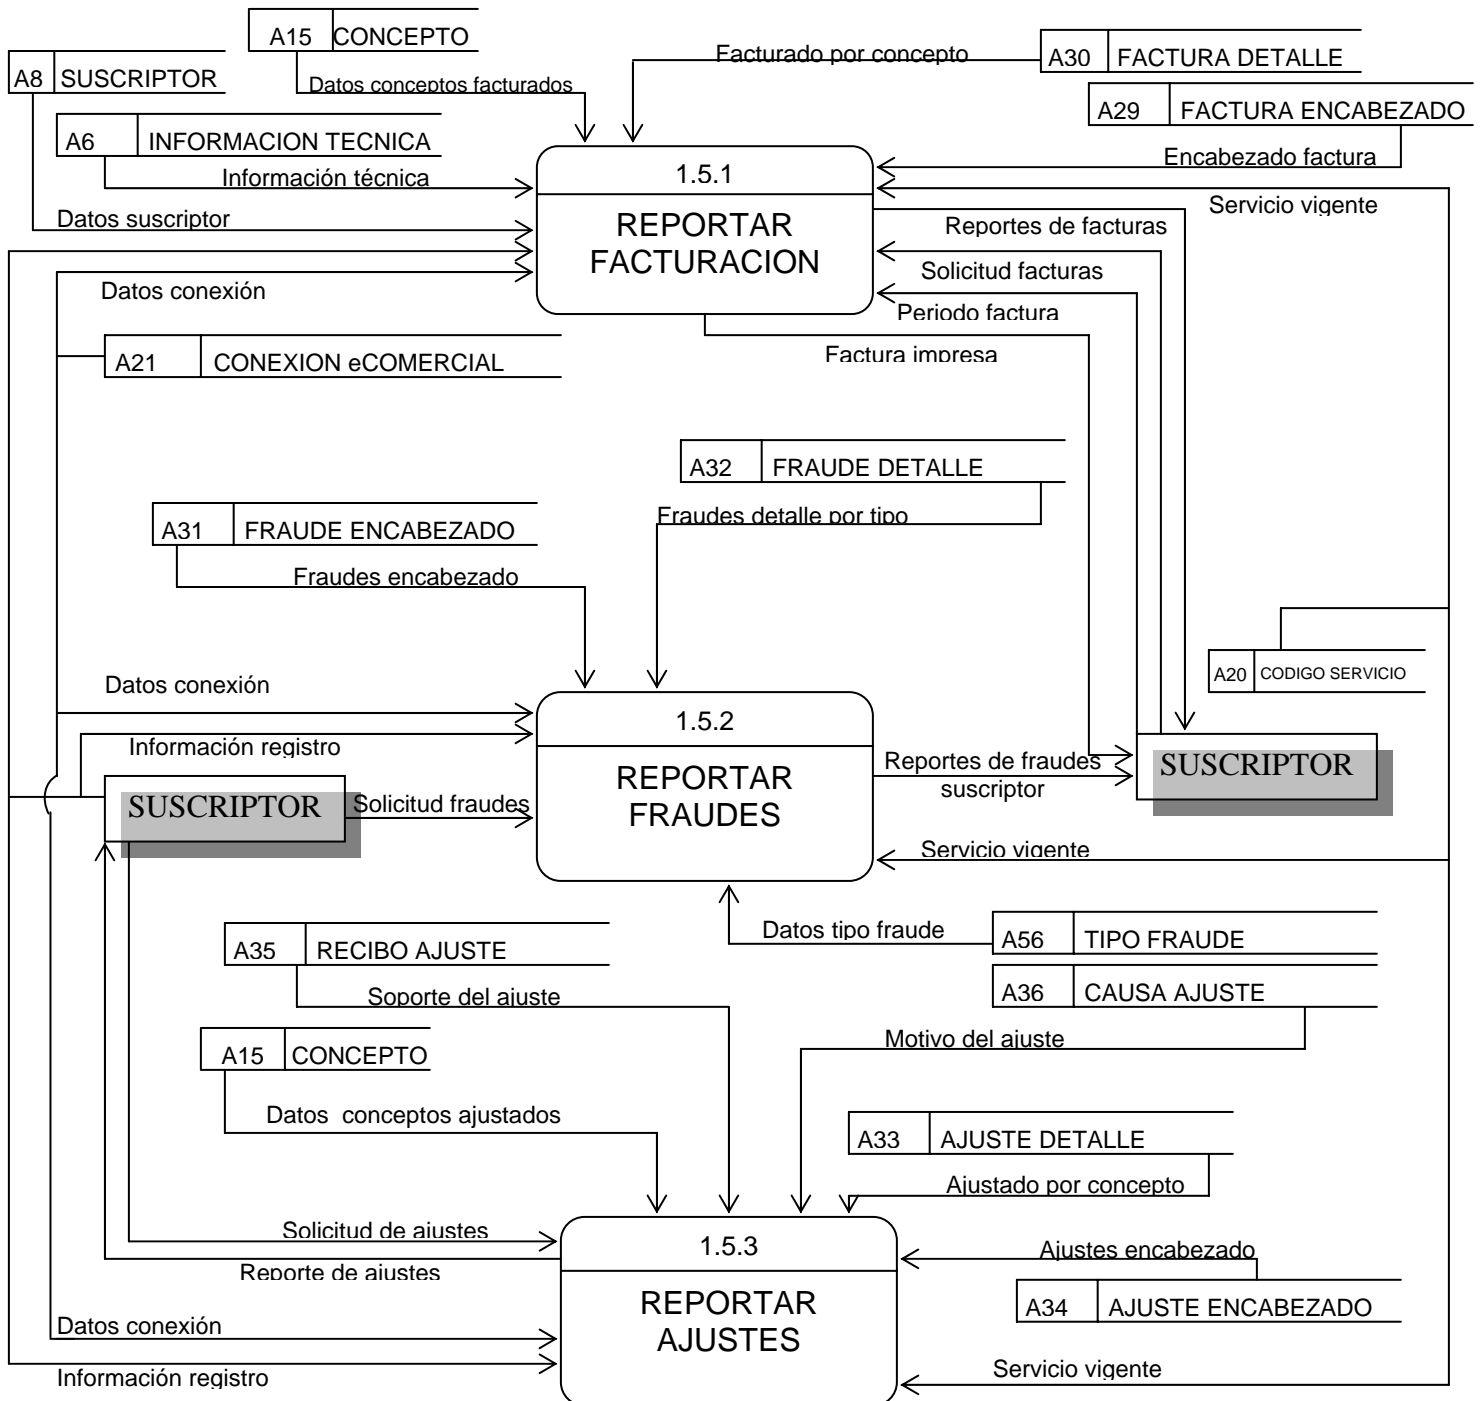 A15 CONCEPTO
Facturado por concepto
A30 FACTURA DETALLE
A8 SUSCRIPTOR
Datos conceptos facturados
A29 FACTURA ENCABEZADO
A6 INFORMACION TECNICA
Encabezado factura
Información técnica
1.5.1
Servicio vigente
Datos suscriptor
REPORTAR
FACTURACION
Reportes de facturas
Solicitud facturas
Datos conexión
Periodo factura
Factura impresa
A21 CONEXION eCOMERCIAL
A32 FRAUDE DETALLE
Fraudes detalle por tipo
A31 FRAUDE ENCABEZADO
Fraudes encabezado
A20 CODIGO SERVICIO
Datos conexión
1.5.2
Información registro
REPORTAR
FRAUDES
Reportes de fraudes
suscriptor
SUSCRIPTOR
SUSCRIPTOR
Solicitud fraudes
Servicio vigente
Datos tipo fraude
A56 TIPO FRAUDE
A35 RECIBO AJUSTE
A36 CAUSA AJUSTE
Soporte del ajuste
Motivo del ajuste
A15 CONCEPTO
Datos conceptos ajustados
A33 AJUSTE DETALLE
Ajustado por concepto
Solicitud de ajustes
1.5.3
Ajustes encabezado
Reporte de ajustes
REPORTAR
AJUSTES
A34 AJUSTE ENCABEZADO
Datos conexión
Servicio vigente
Información registro